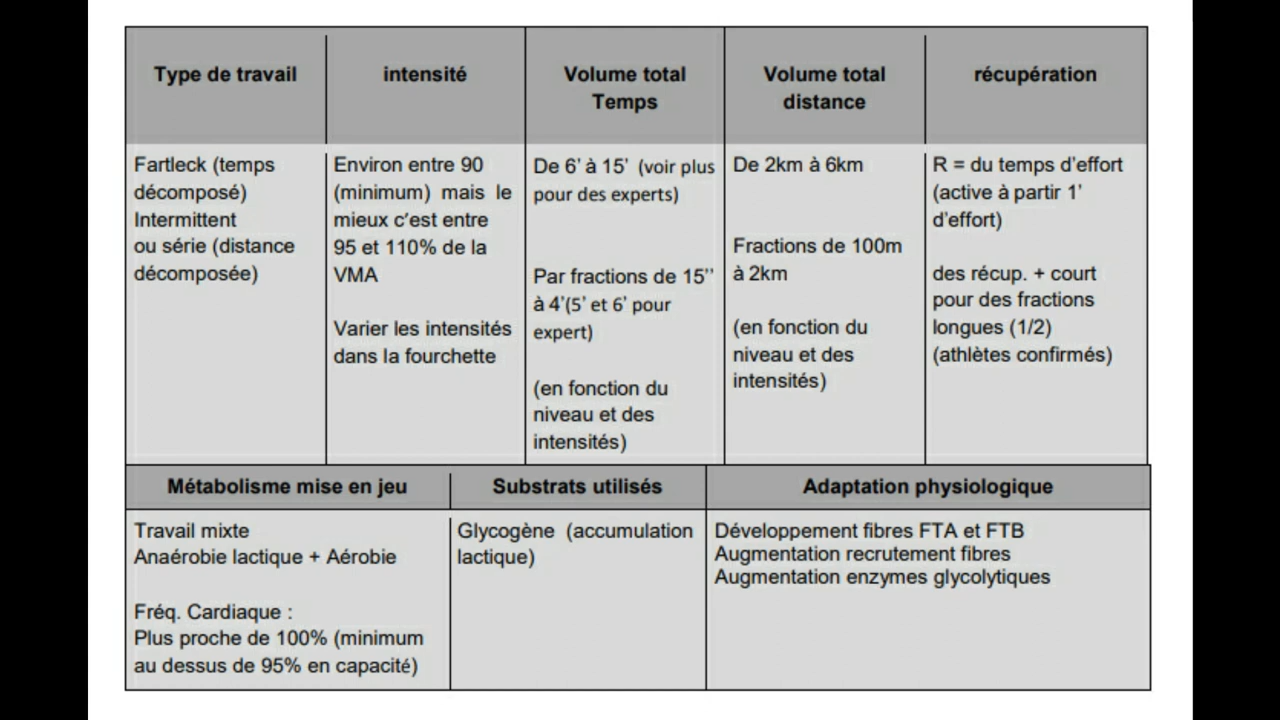 Type de travail
intensité
Volume total
Temps
Volume total
distance
récupération
Fartleck (temps
décomposé)
Intermittent
ou série (distance
décomposée)
Environ entre 90
(minimum) mais le
mieux c'est entre
95 et 110% de la
VMA
Varier les intensités
dans la fourchette
De 6' à 15' (voir plus
pour des experts)
Par fractions de 15''
à 4'(5' et 6' pour
expert)
(en fonction du
niveau et des
intensités)
De 2km à 6km
Fractions de 100m
à 2km
(en fonction du
niveau et des
intensités)
R = du temps d'effort
(active à partir 1'
d'effort)
des récup. + court
pour des fractions
longues (1/2)
(athlètes confirmés)
Métabolisme mise en jeu
Substrats utilisés
Adaptation physiologique
Travail mixte
Anaérobie lactique + Aérobie
Fréq. Cardiaque :
Plus proche de 100% (minimum
au dessus de 95% en capacité)
Glycogène (accumulation
lactique)
Développement fibres FTA et FTB
Augmentation recrutement fibres
Augmentation enzymes glycolytiques